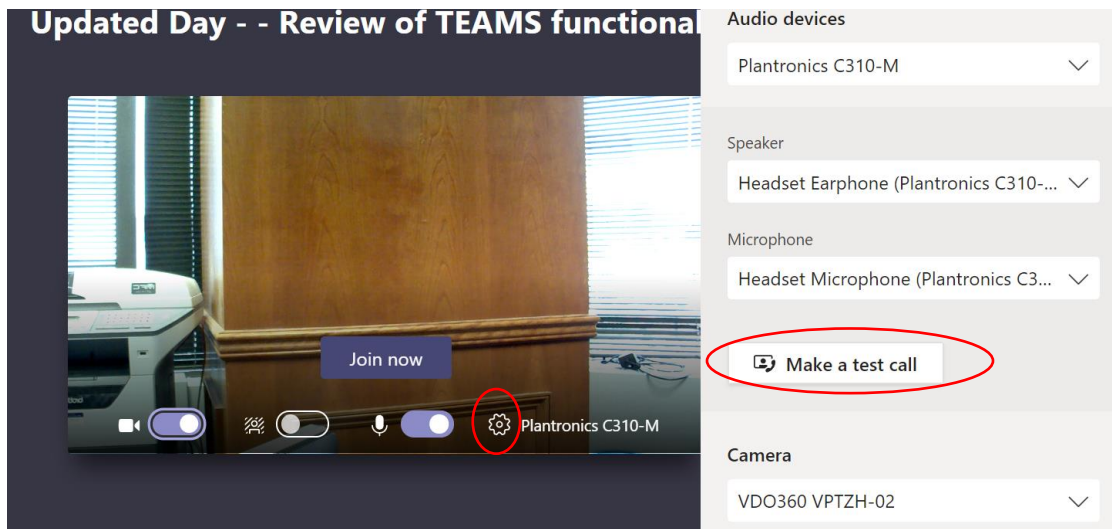 Updated Day - - Review of TEAMS functional
Join now
Plantronics C310-M
Audio devices
Plantronics C310-M
Speaker
Headset Earphone (Plantronics C310-...
Microphone
Headset Microphone (Plantronics C3...
Make a test call
Camera
VDO360 VPTZH-02